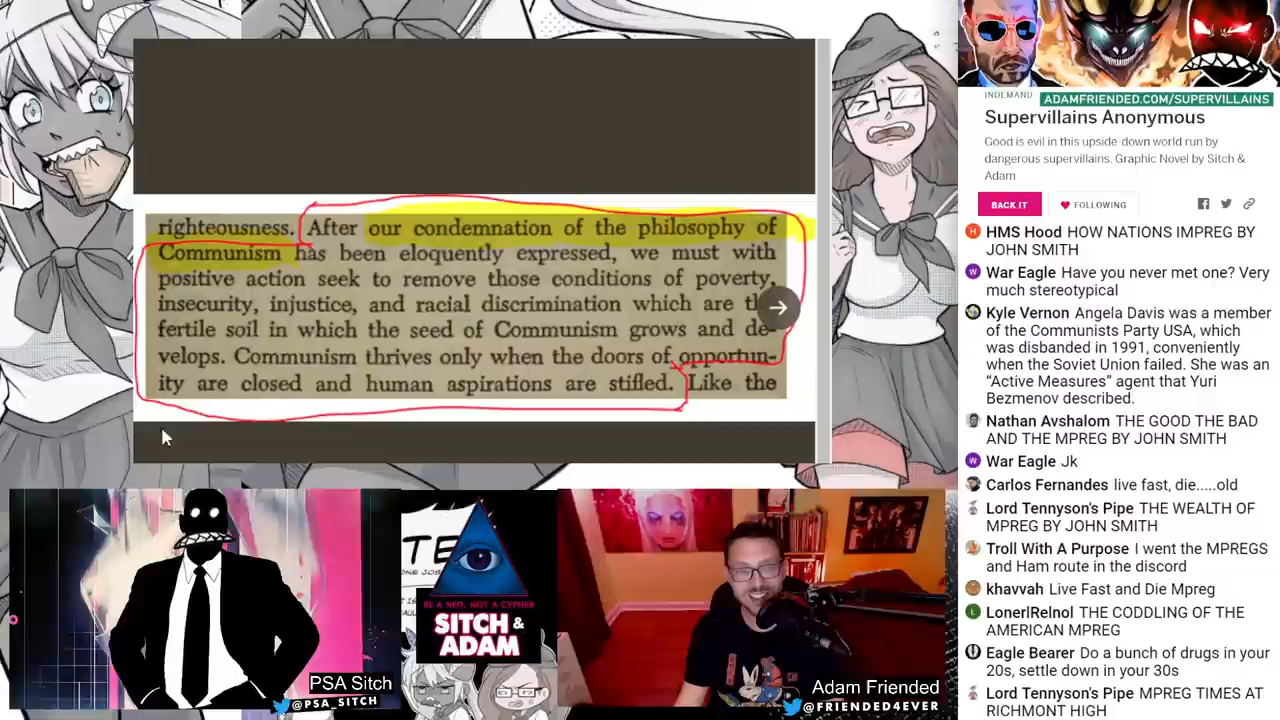 righteousness. After our condemnation of the philosophy of
Communism has been eloquently expressed, we must with
positive action seek to remove those conditions of poverty,
insecurity, injustice, and racial discrimination which are
fertile soil in which the seed of Communism grows and de-
velops. Communism thrives only when the doors of opportun-
ity are closed and human aspirations are stifled. Like the
PSA Sitch
@PSA_SITCH
BE A NEO, NOT A CYPHER
SITCH &
ADAM
Adam Friended
@FRIENDED4EVER
INDEMAND
ADAMFRIENDED.COM/SUPERVILLAINS
Supervillains Anonymous
Good is evil in this upside-down world run by
dangerous supervillains. Graphic Novel by Sitch &
Adam
BACK IT
FOLLOWING
HMS Hood HOW NATIONS IMPREG BY
JOHN SMITH
War Eagle Have you never met one? Very
much stereotypical
Kyle Vernon Angela Davis was a member
of the Communists Party USA, which
was disbanded in 1991, conveniently
when the Soviet Union failed. She was an
“Active Measures” agent that Yuri
Bezmenov described.
Nathan Avshalom THE GOOD THE BAD
AND THE MPREG BY JOHN SMITH
War Eagle Jk
Carlos Fernandes live fast, die.....old
Lord Tennyson's Pipe THE WEALTH OF
MPREG BY JOHN SMITH
Troll With A Purpose I went the MPREGS
and Ham route in the discord
khavvah Live Fast and Die Mpreg
LonerIRelnol THE CODDLING OF THE
AMERICAN MPREG
Eagle Bearer Do a bunch of drugs in your
20s, settle down in your 30s
Lord Tennyson's Pipe MPREG TIMES AT
RICHMONT HIGH